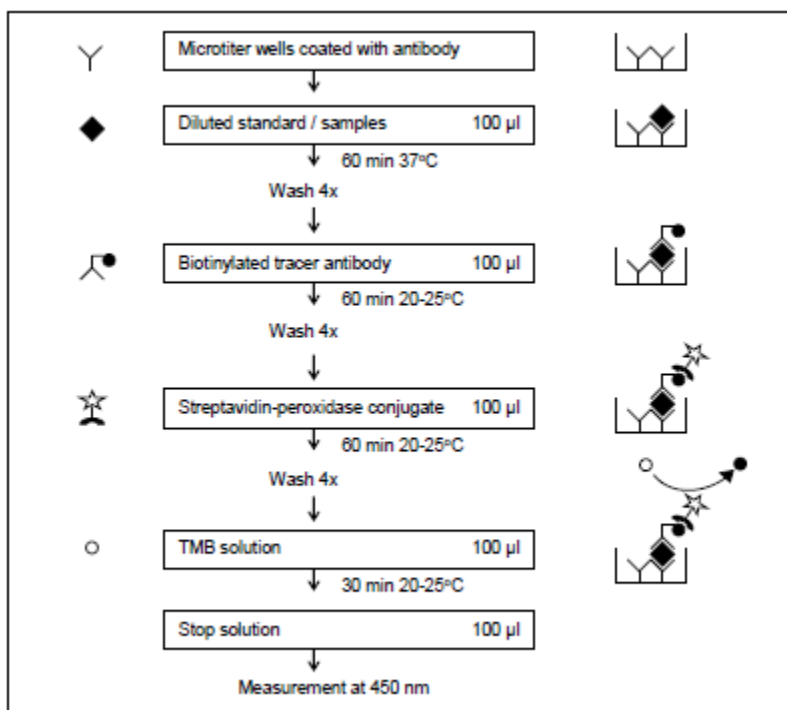 Microtiter wells coated with antibody
Diluted standard / samples 100 µl
60 min 37°C
Wash 4x
Biotinylated tracer antibody 100 µl
60 min 20-25°C
Wash 4x
Streptavidin-peroxidase conjugate 100 µl
60 min 20-25°C
Wash 4x
TMB solution 100 µl
30 min 20-25°C
Stop solution 100 µl
Measurement at 450 nm